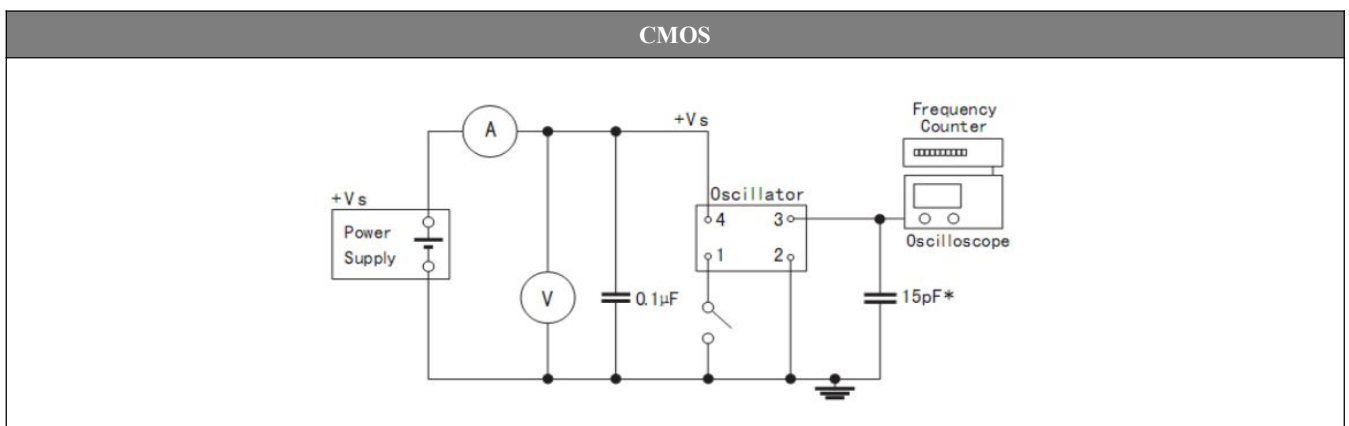 CMOS
Frequency
Counter
A
+Vs
+Vs
Oscillator
Power
Supply
4
3
1
2
Oscilloscope
V
0.1μF
15pF*